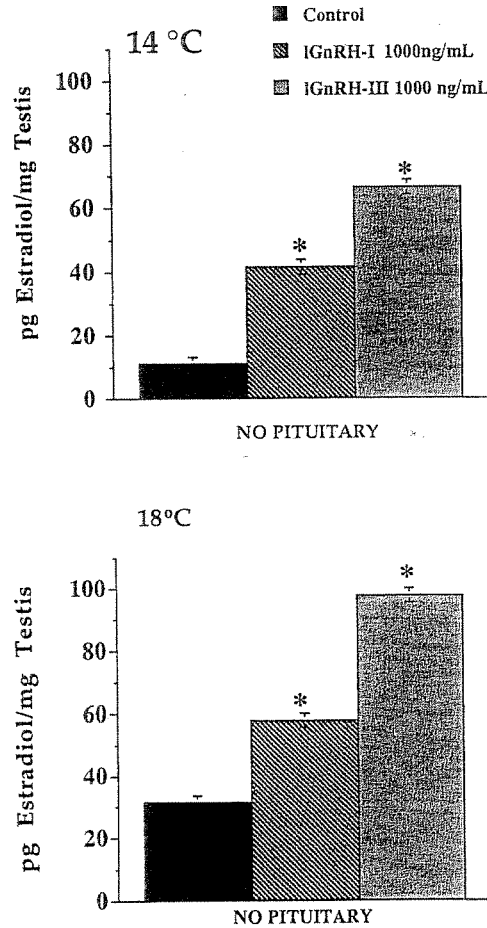 Control
14 °C
lGnRH-I 1000ng/mL
lGnRH-III 1000 ng/mL
pg Estradiol/mg Testis
100
80
60
40
20
0
*
*
NO PITUITARY
18°C
pg Estradiol/mg Testis
100
80
60
40
20
0
*
*
NO PITUITARY